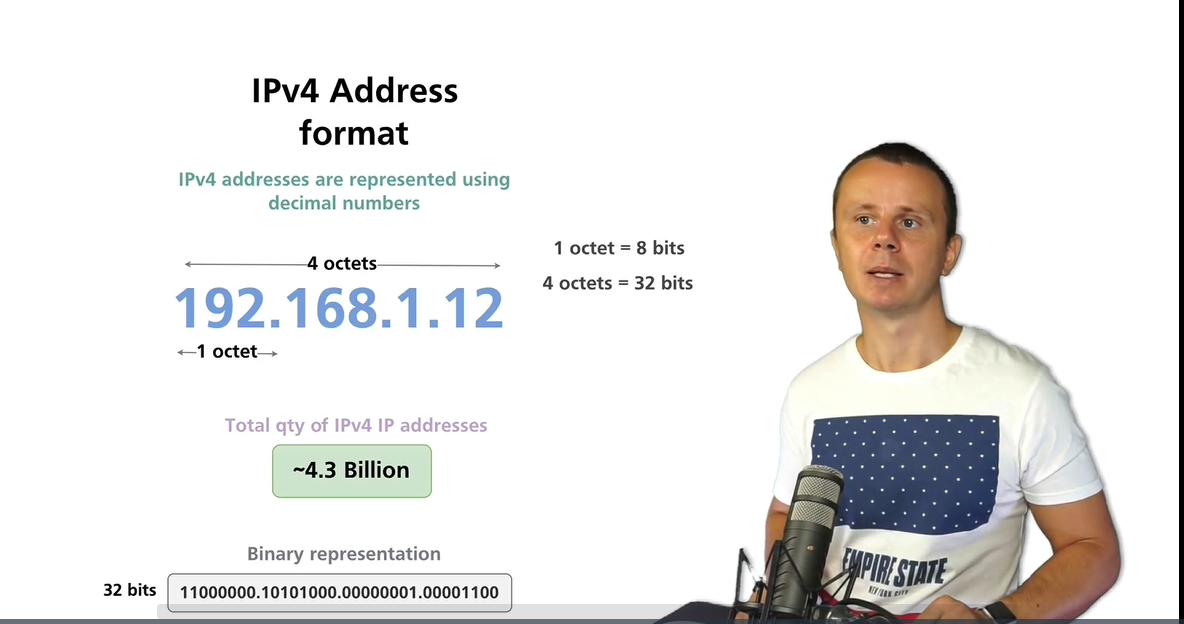 IPv4 Address
format
IPv4 addresses are represented using
decimal numbers
4 octets
192.168.1.12
1 octet
1 octet = 8 bits
4 octets = 32 bits
Total qty of IPv4 IP addresses
~4.3 Billion
Binary representation
32 bits
11000000.10101000.00000001.00001100
EMPIRE STATE
NEW YORK CITY